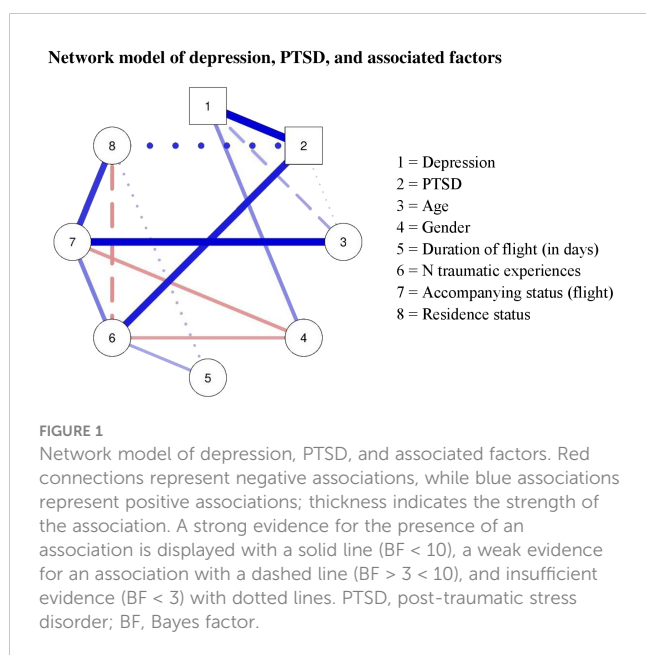 Network model of depression, PTSD, and associated factors
1
2
8
3
7
6
4
5
1 = Depression
2 = PTSD
3 = Age
4 = Gender
5 = Duration of flight (in days)
6 = N traumatic experiences
7 = Accompanying status (flight)
8 = Residence status
FIGURE 1
Network model of depression, PTSD, and associated factors. Red
connections represent negative associations, while blue associations
represent positive associations; thickness indicates the strength of
the association. A strong evidence for the presence of an
association is displayed with a solid line (BF < 10), a weak evidence
for an association with a dashed line (BF > 3 < 10), and insufficient
evidence (BF < 3) with dotted lines. PTSD, post-traumatic stress
disorder; BF, Bayes factor.